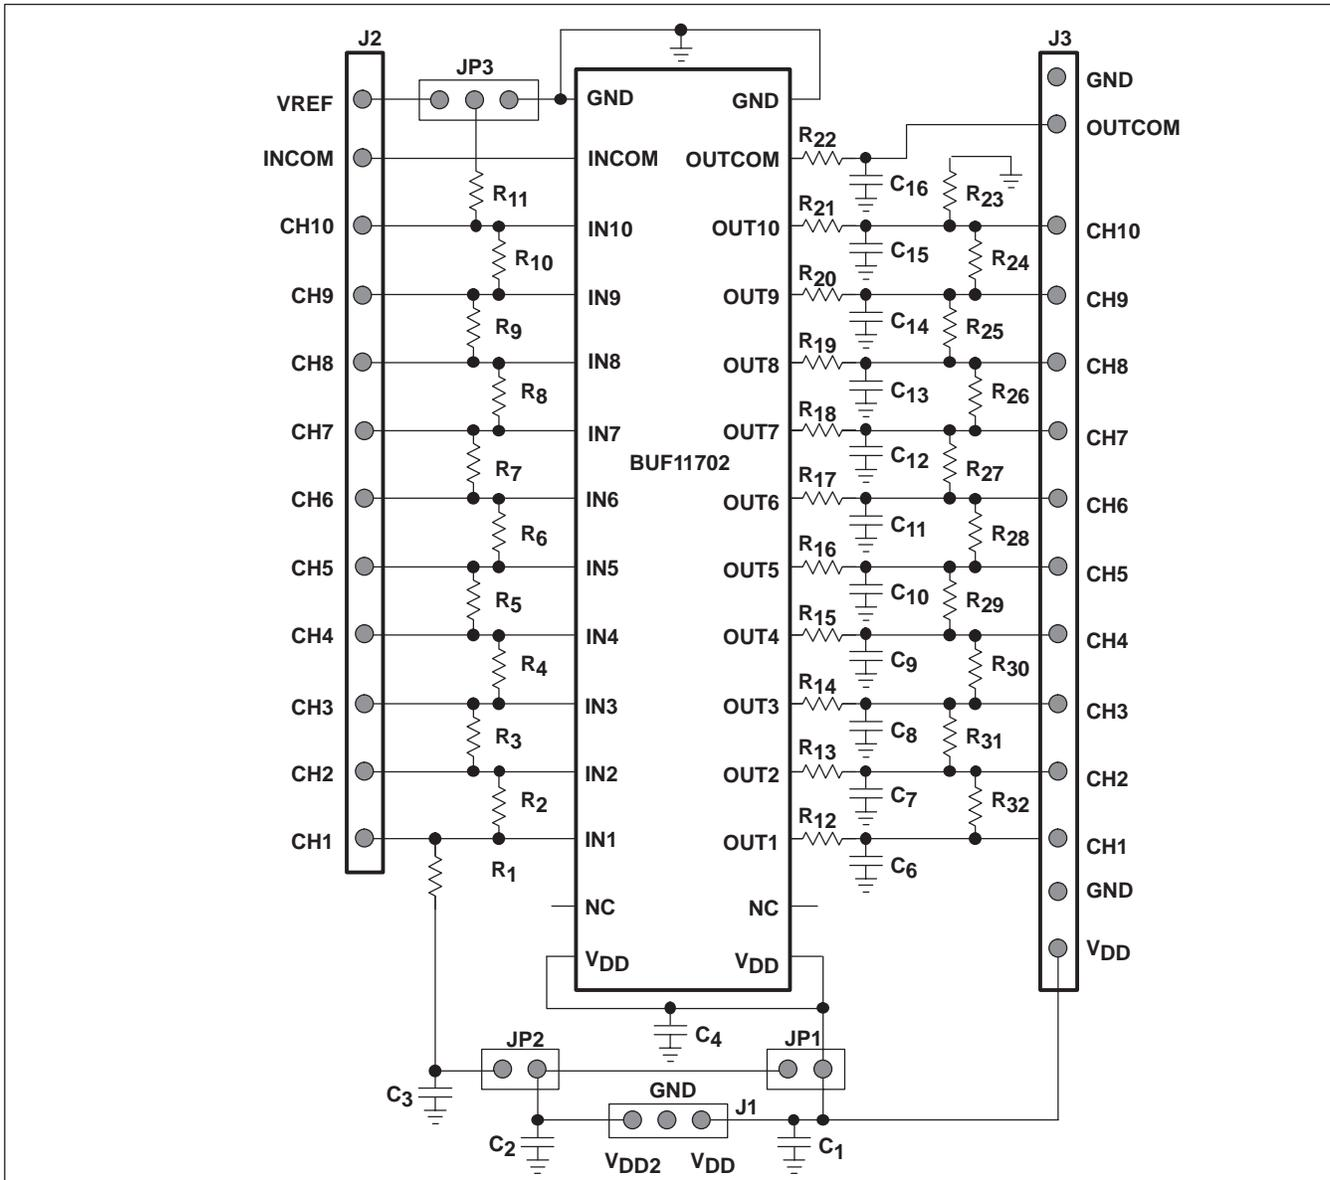 J2
J3
JP3
GND
VREF
GND
GND
OUTCOM
R22
INCOM
INCOM
OUTCOM
C16
R11
R23
R21
CH10
IN10
OUT10
CH10
C15
R10
R24
R20
CH9
IN9
OUT9
CH9
C14
R9
R25
R19
CH8
IN8
OUT8
CH8
C13
R8
R26
R18
CH7
IN7
OUT7
CH7
BUF11702
C12
R7
R27
R17
CH6
IN6
OUT6
CH6
C11
R6
R28
R16
CH5
IN5
OUT5
CH5
C10
R5
R29
R15
CH4
IN4
OUT4
CH4
C9
R4
R30
R14
CH3
IN3
OUT3
CH3
C8
R3
R31
R13
CH2
IN2
OUT2
CH2
C7
R2
R32
R12
CH1
IN1
OUT1
CH1
R1
C6
GND
NC
NC
VDD
VDD
VDD
C4
JP2
JP1
GND
C3
J1
C2
C1
VDD2
VDD